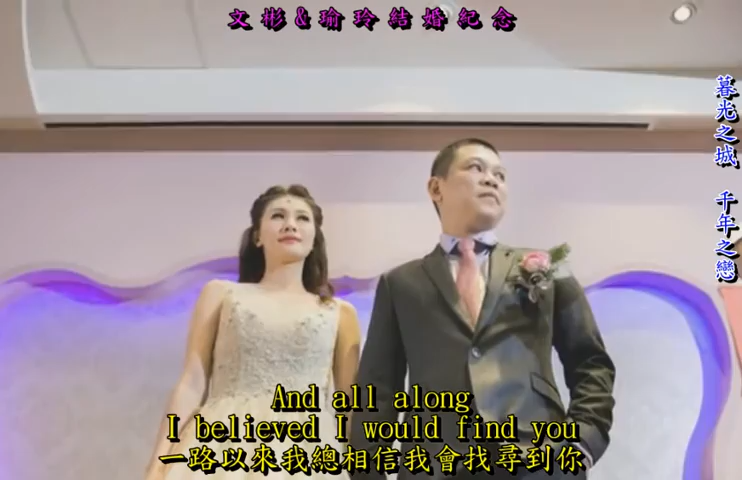 文彬&瑜玲結婚紀念
暮光之城 千年之戀
And all along
I believed I would find you
一路以來我總相信我會找尋到你